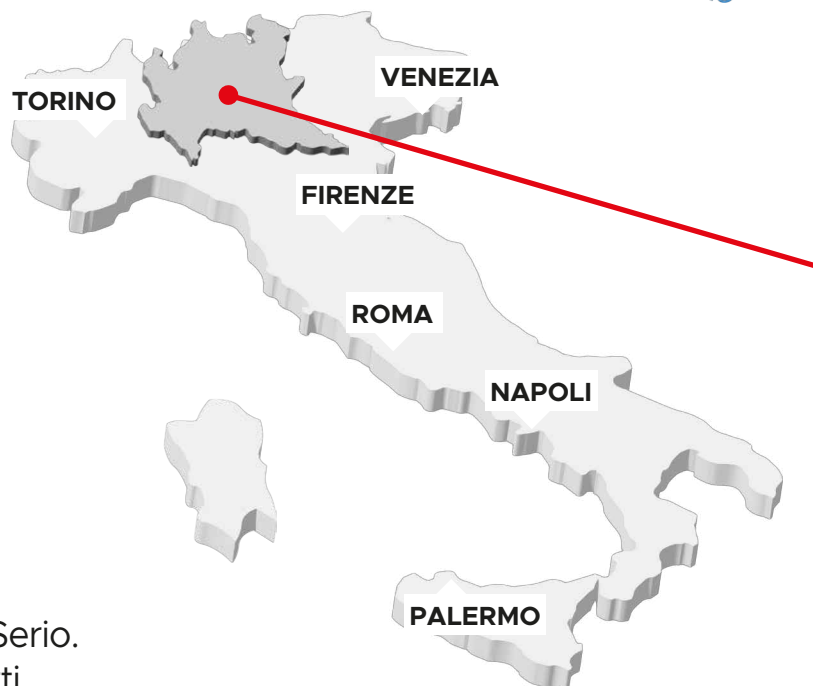 VENEZIA
TORINO
FIRENZE
ROMA
NAPOLI
PALERMO
Serio.